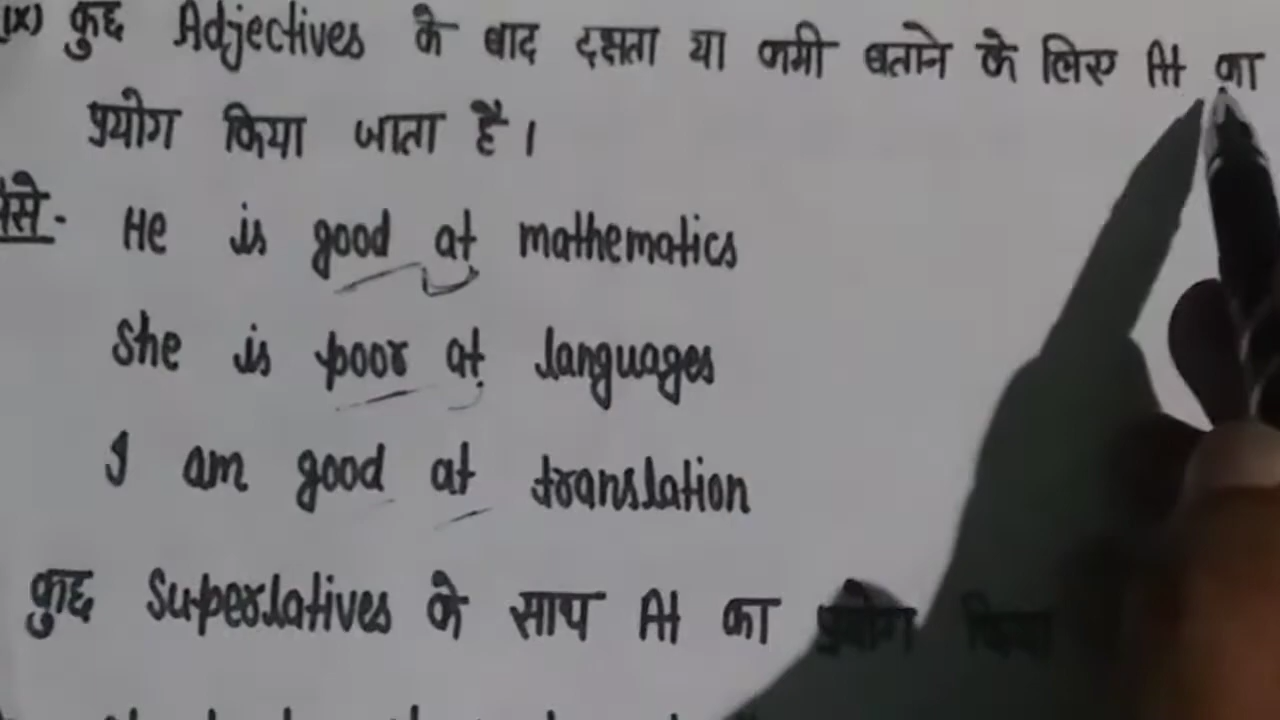 (ix) कुछ Adjectives के बाद दक्षता या कमी बताने के लिए At का
प्रयोग किया जाता है।
जैसे- He is good at mathematics
She is poor at languages
I am good at translation
कुछ Superlatives के साथ At का प्रयोग किया